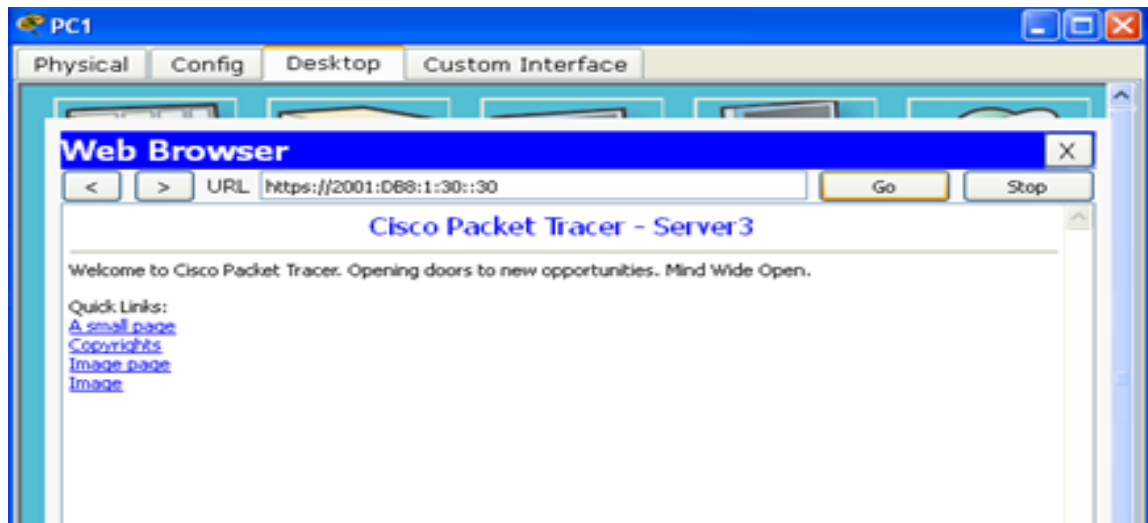 PC1
Physical Config Desktop Custom Interface
Web Browser X
< > URL https://2001:DB8:1:30::30 Go Stop
Cisco Packet Tracer - Server3
Welcome to Cisco Packet Tracer. Opening doors to new opportunities. Mind Wide Open.
Quick Links:
A small page
Copyrights
Image page
Image